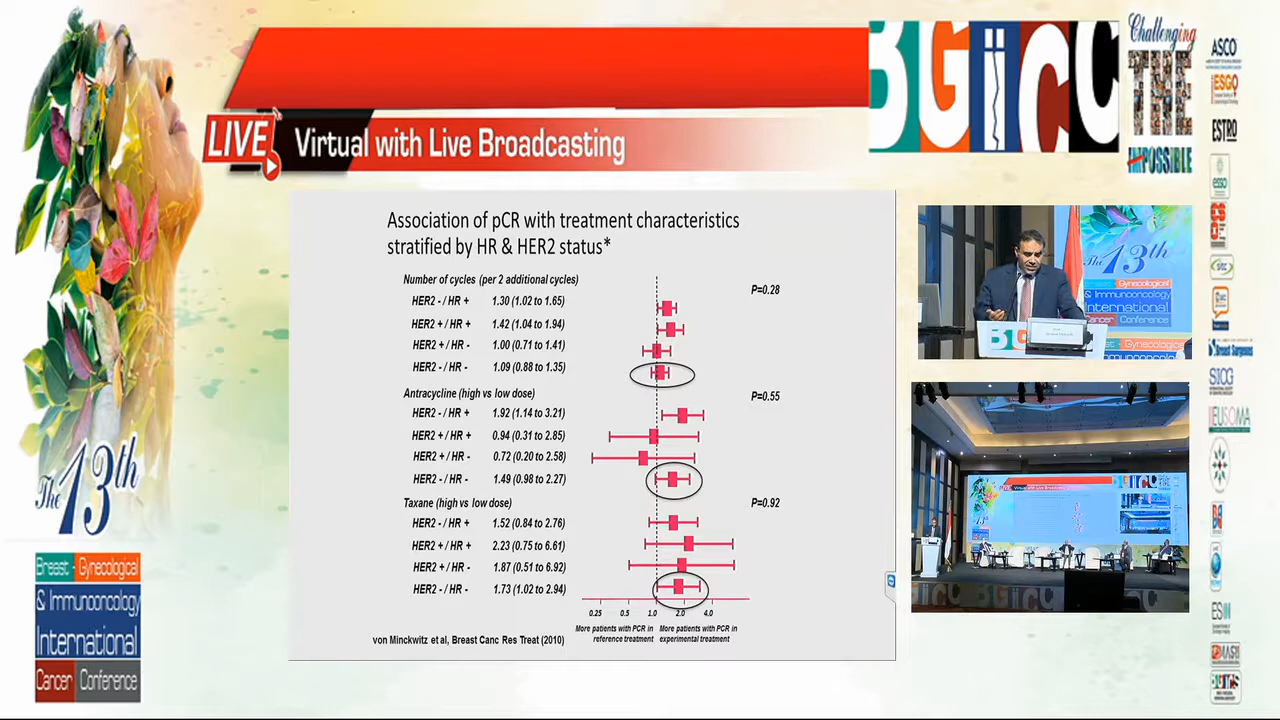 LIVE
Virtual with Live Broadcasting
BGICC
Challenging
THE
IMPOSSIBLE
ASCO
ESGO
ESTRO
esso
EUSOMA
Association of pCR with treatment characteristics
stratified by HR & HER2 status*
Number of cycles (per 2 additional cycles)
P=0.28
HER2 - / HR + 1.30 (1.02 to 1.65)
HER2 + / HR + 1.42 (1.04 to 1.94)
HER2 + / HR - 1.00 (0.71 to 1.41)
HER2 - / HR - 1.09 (0.88 to 1.35)
Antracycline (high vs low dose)
P=0.55
HER2 - / HR + 1.92 (1.14 to 3.21)
HER2 + / HR + 0.94 (0.31 to 2.85)
HER2 + / HR - 0.72 (0.20 to 2.58)
HER2 - / HR - 1.49 (0.98 to 2.27)
Taxane (high vs low dose)
P=0.92
HER2 - / HR + 1.52 (0.84 to 2.76)
HER2 + / HR + 2.23 (0.75 to 6.61)
HER2 + / HR - 1.87 (0.51 to 6.92)
HER2 - / HR - 1.73 (1.02 to 2.94)
0.25 0.5 1.0 2.0 4.0
More patients with PCR in More patients with PCR in
reference treatment experimental treatment
von Minckwitz et al, Breast Canc Res Treat (2010)
The 13th
Breast - Gynecological
& Immunooncology
International
Cancer Conference
The 13th
Breast - Gynecological
& Immunooncology
International
Cancer Conference